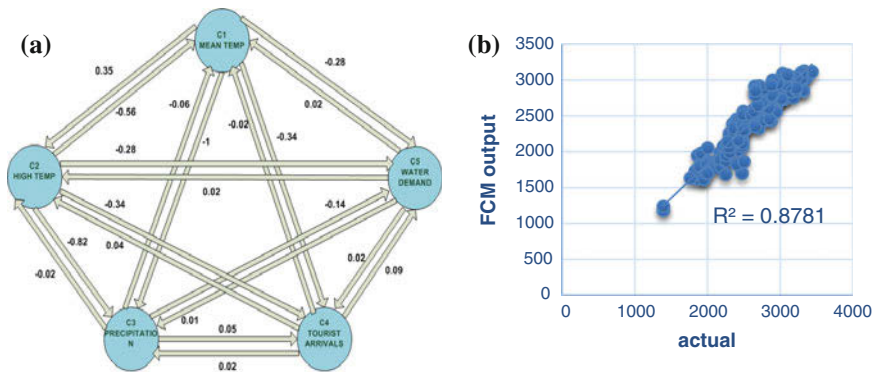 (a)
C1
MEAN TEMP
0.35
-0.28
-0.56
-0.06
-0.02
0.02
-1
-0.34
-0.28
C2
HIGH TEMP
C5
WATER
DEMAND
0.02
-0.34
-0.14
-0.82
0.04
-0.02
0.02
0.09
0.01
C3
PRECIPITATIO
N
0.05
C4
TOURIST
ARRIVALS
0.02
(b)
FCM output
3500
3000
2500
2000
1500
1000
500
0
R² = 0.8781
0 1000 2000 3000 4000
actual